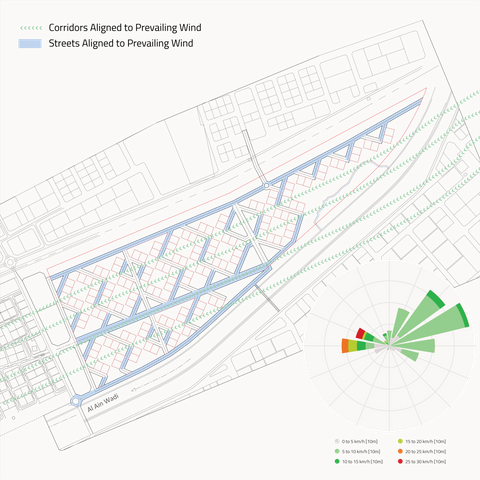 Corridors Aligned to Prevailing Wind
Streets Aligned to Prevailing Wind
Al Ain Wadi
0 to 5 km/h [10m]
5 to 10 km/h [10m]
10 to 15 km/h [10m]
15 to 20 km/h [10m]
20 to 25 km/h [10m]
25 to 30 km/h [10m]